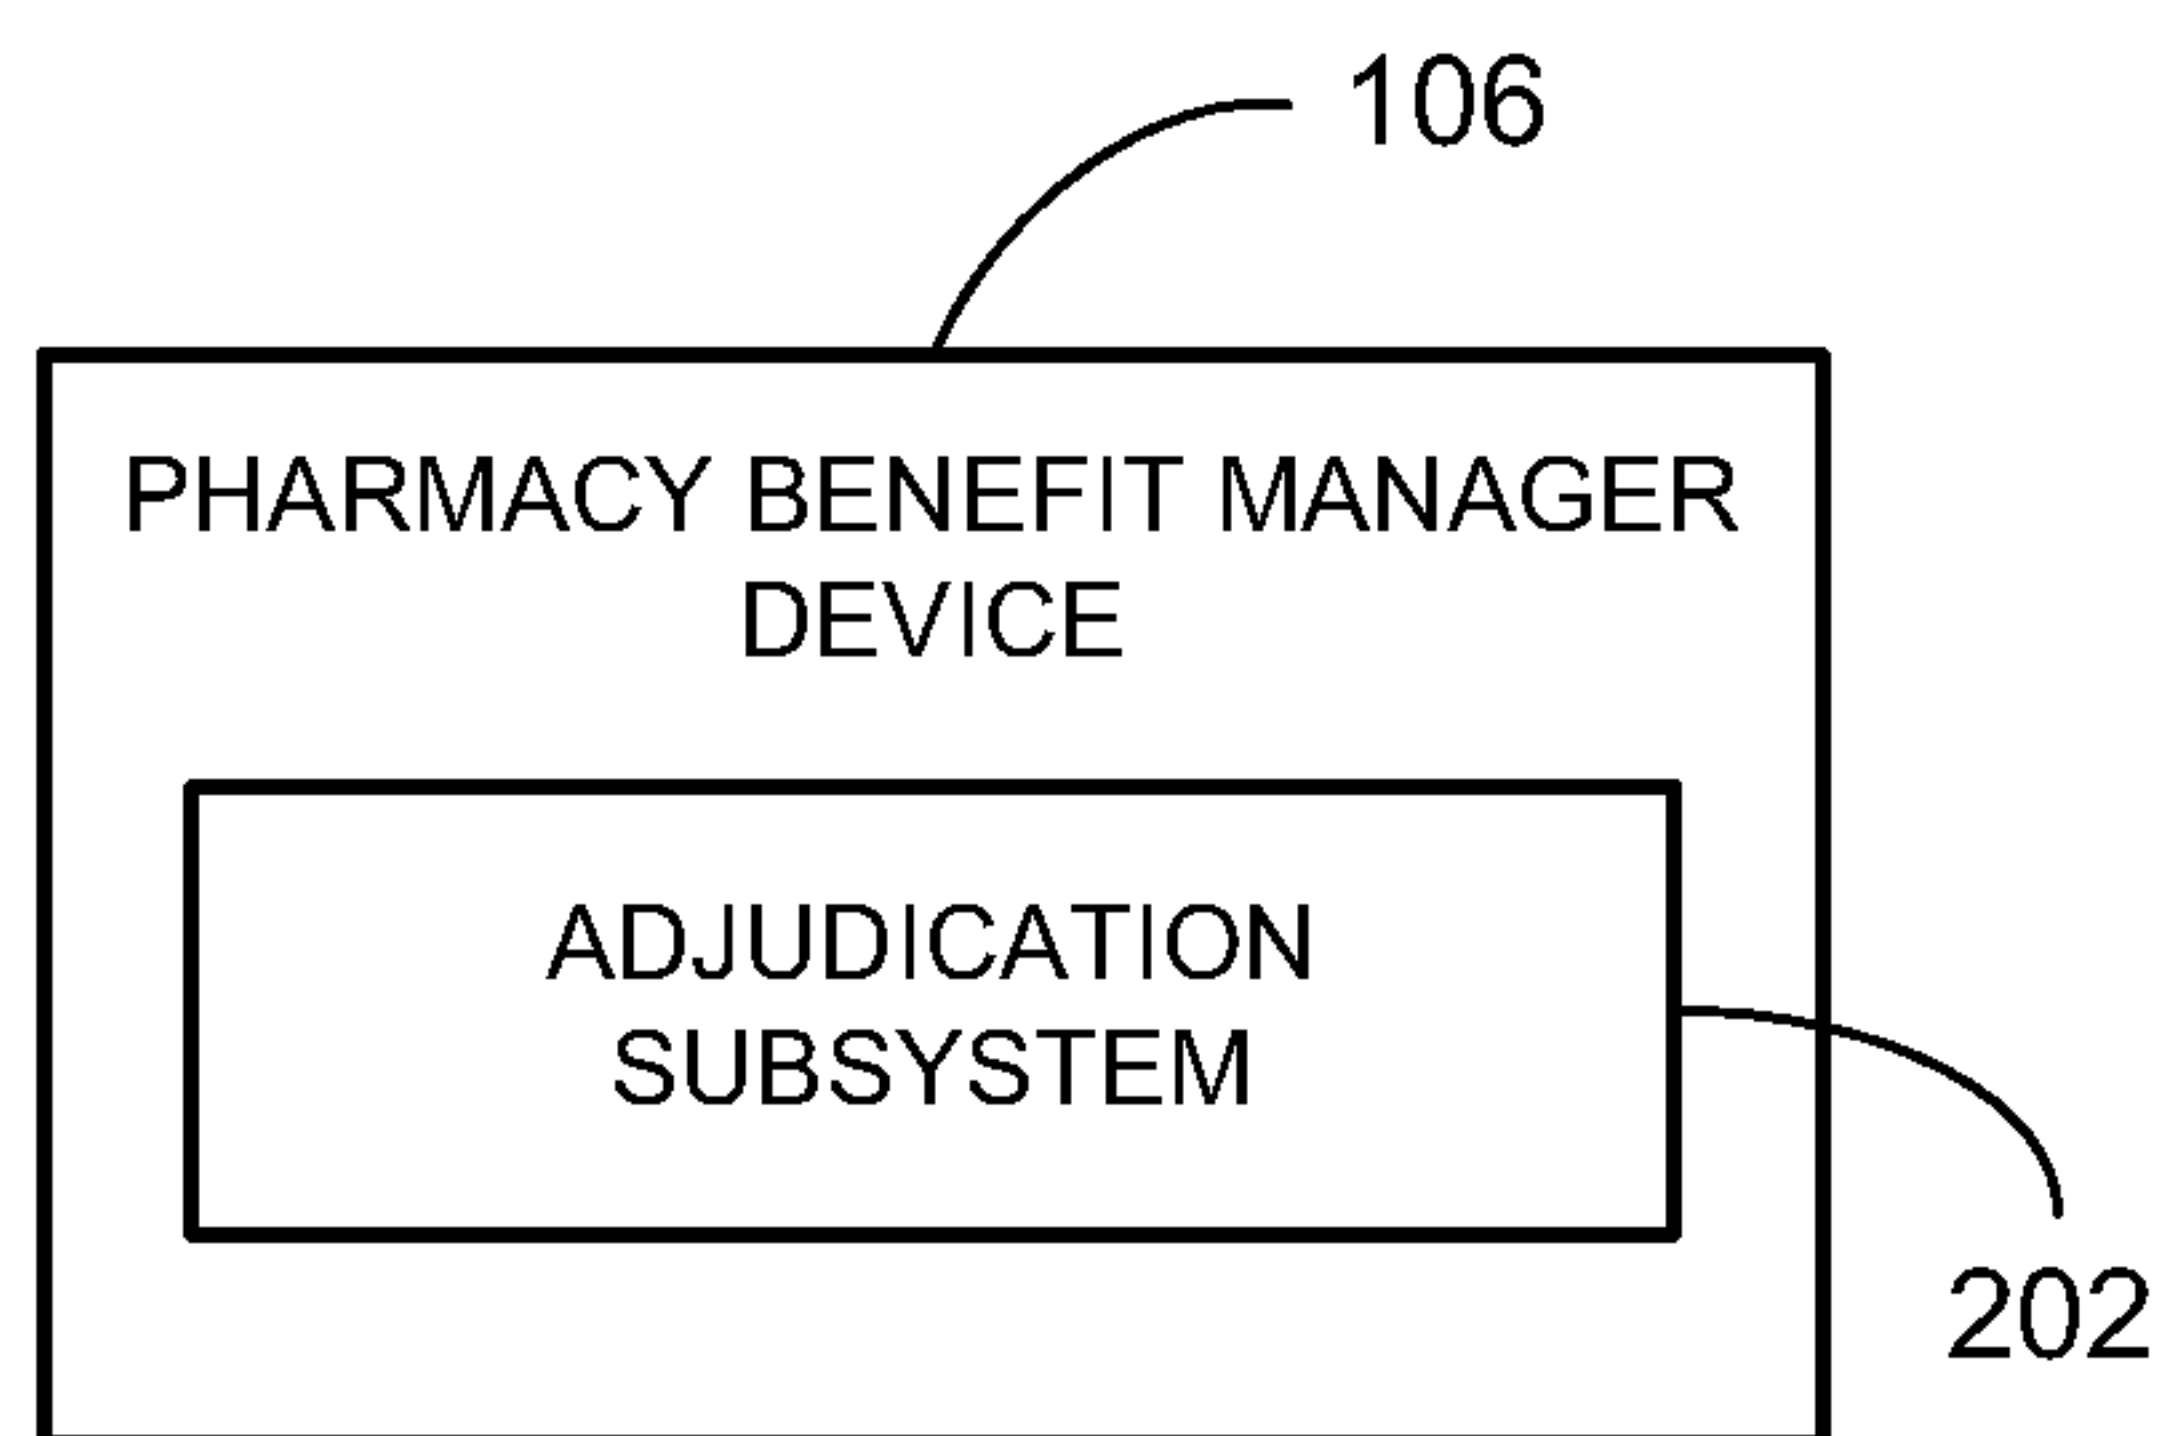 106
PHARMACY BENEFIT MANAGER
DEVICE
ADJUDICATION
SUBSYSTEM
202